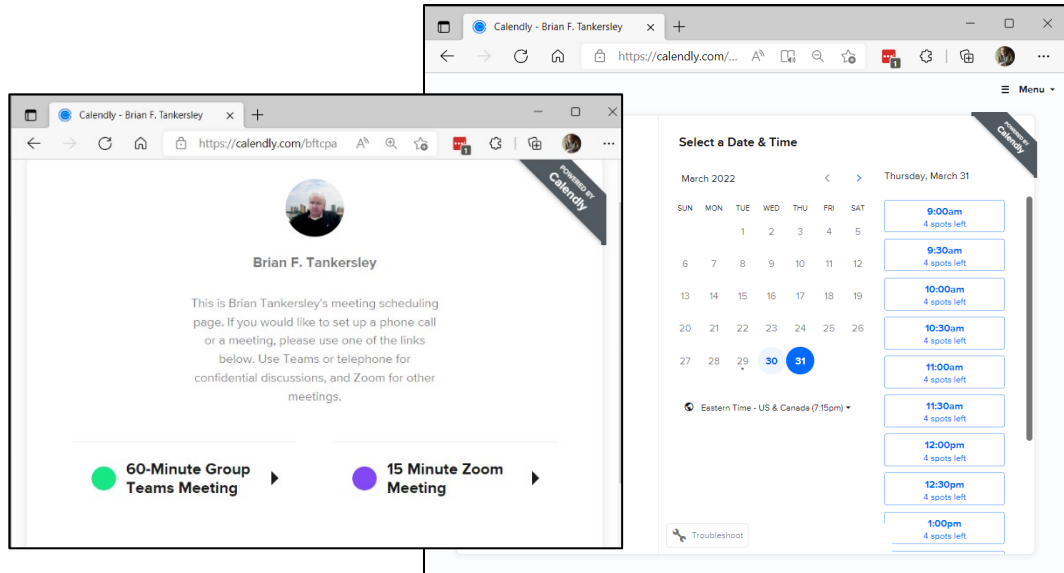 Calendly - Brian F. Tankersley
https://calendly.com/...
1
Menu
POWERED BY
Calendly
Select a Date & Time
March 2022
Thursday, March 31
SUN MON TUE WED THU FRI SAT
1 2 3 4 5
6 7 8 9 10 11 12
13 14 15 16 17 18 19
20 21 22 23 24 25 26
27 28 29 30 31
Eastern Time - US & Canada (7:15pm)
9:00am
4 spots left
9:30am
4 spots left
10:00am
4 spots left
10:30am
4 spots left
11:00am
4 spots left
11:30am
4 spots left
12:00pm
4 spots left
12:30pm
4 spots left
1:00pm
4 spots left
Troubleshoot
Calendly - Brian F. Tankersley
https://calendly.com/bftcpa
1
POWERED BY
Calendly
Brian F. Tankersley
This is Brian Tankersley's meeting scheduling
page. If you would like to set up a phone call
or a meeting, please use one of the links
below. Use Teams or telephone for
confidential discussions, and Zoom for other
meetings.
60-Minute Group
Teams Meeting
15 Minute Zoom
Meeting